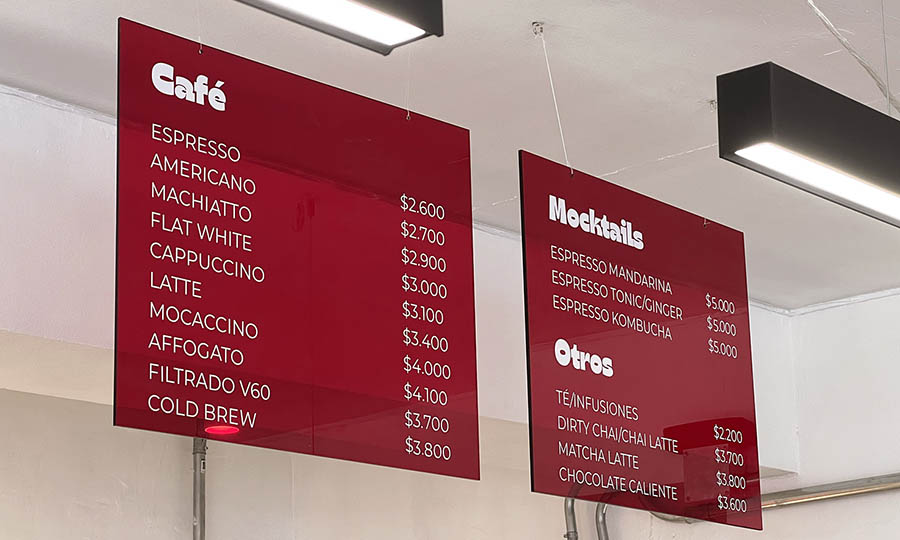 Café
ESPRESSO $2.600
AMERICANO $2.700
MACHIATTO $2.900
FLAT WHITE $3.000
CAPPUCCINO $3.100
LATTE $3.400
MOCACCINO $4.000
AFFOGATO $4.100
FILTRADO V60 $3.700
COLD BREW $3.800
Mocktails
ESPRESSO MANDARINA $5.000
ESPRESSO TONIC/GINGER $5.000
ESPRESSO KOMBUCHA $5.000
Otros
TÉ/INFUSIONES $2.200
DIRTY CHAI/CHAI LATTE $3.700
MATCHA LATTE $3.800
CHOCOLATE CALIENTE $3.600